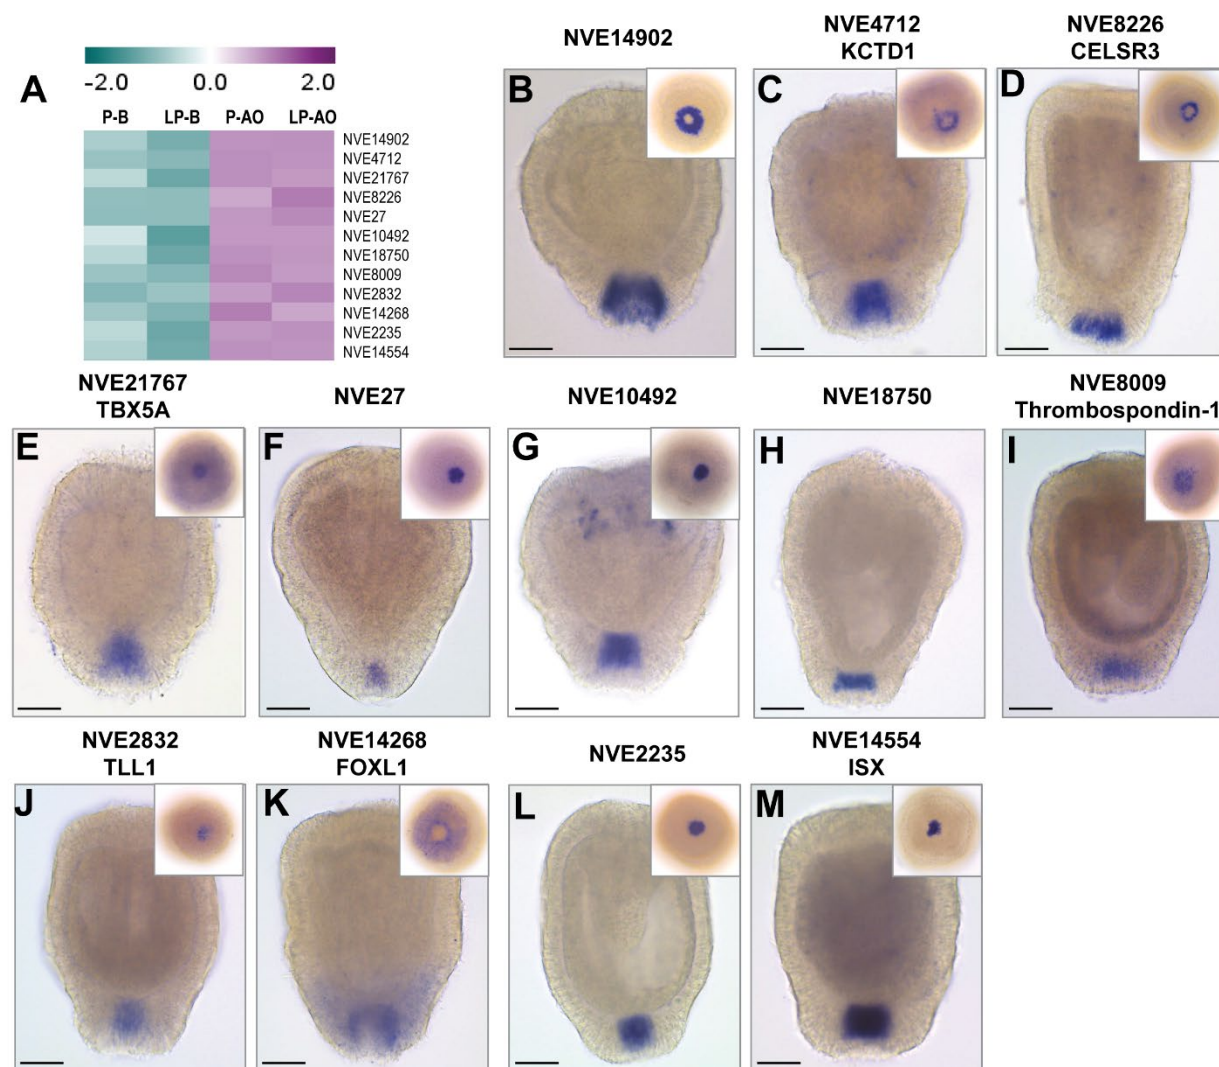 A
-2.0 0.0 2.0
P-B LP-B P-AO LP-AO
NVE14902
NVE4712
NVE21767
NVE8226
NVE27
NVE10492
NVE18750
NVE8009
NVE2832
NVE14268
NVE2235
NVE14554
NVE14902
B
NVE4712
KCTD1
C
NVE8226
CELSR3
D
NVE21767
TBX5A
E
NVE27
F
NVE10492
G
NVE18750
H
NVE8009
Thrombospondin-1
I
NVE2832
TLL1
J
NVE14268
FOXL1
K
NVE2235
L
NVE14554
ISX
M